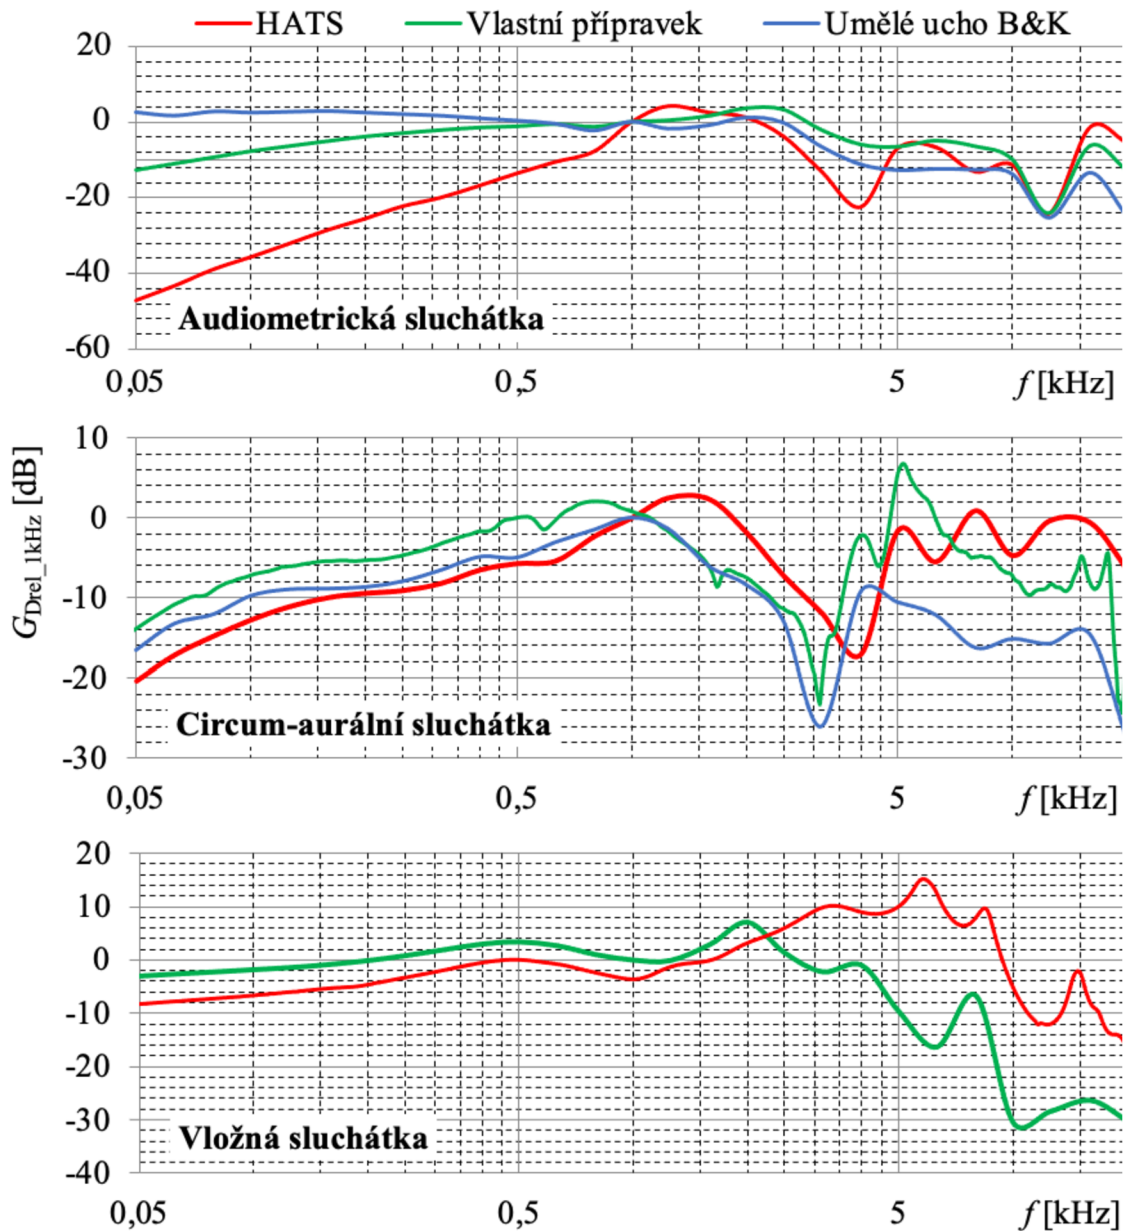 HATS Vlastní přípravek Umělé ucho B&K
20
0
-20
-40
-60
Audiometrická sluchátka
0,05 0,5 5 f [kHz]
G_Drel_1kHz [dB]
10
0
-10
-20
-30
Circum-aurální sluchátka
0,05 0,5 5 f [kHz]
20
10
0
-10
-20
-30
-40
Vložná sluchátka
0,05 0,5 5 f [kHz]